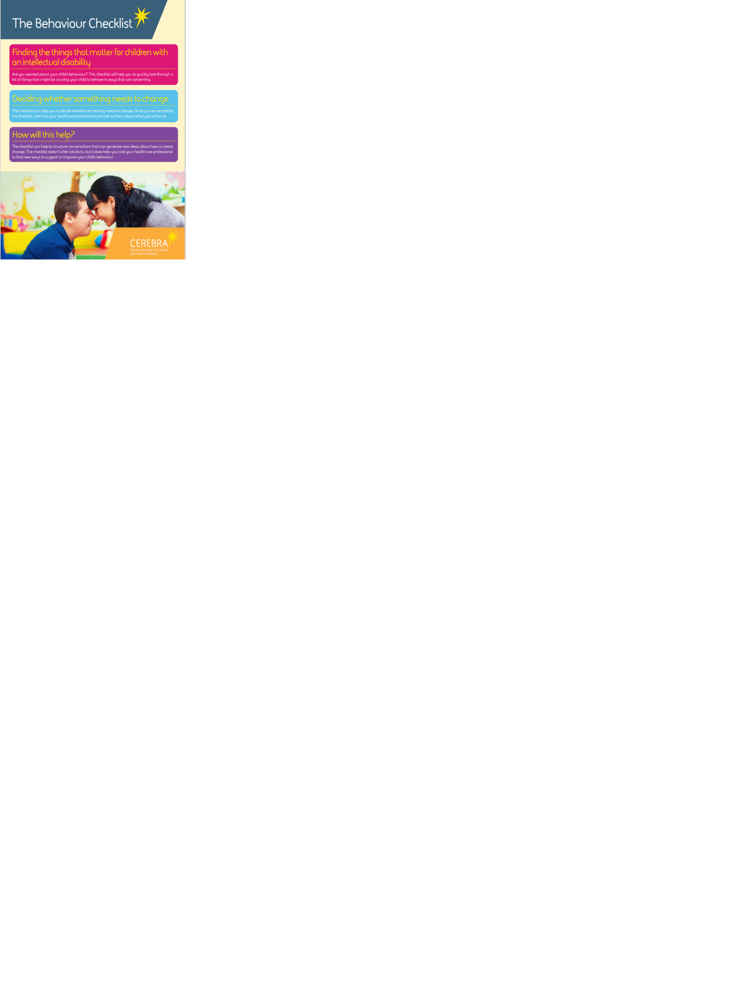 The Behaviour Checklist
Finding the things that matter for children with
an intellectual disability
Are you worried about your child's behaviour? This checklist will help you to quickly look through a
list of things that might be causing your child to behave in ways that are concerning.
Deciding whether something needs to change.
The checklist can help you to decide whether something needs to change. Once you've completed
the checklist, take it to your healthcare professional and talk to them about what you've found.
How will this help?
The checklist can help to structure conversations that can generate new ideas about how to create
change. The checklist doesn't offer solutions, but it does help you and your healthcare professional
to find new ways to support or improve your child's behaviour.
CEREBRA
Working wonders for children
with brain conditions